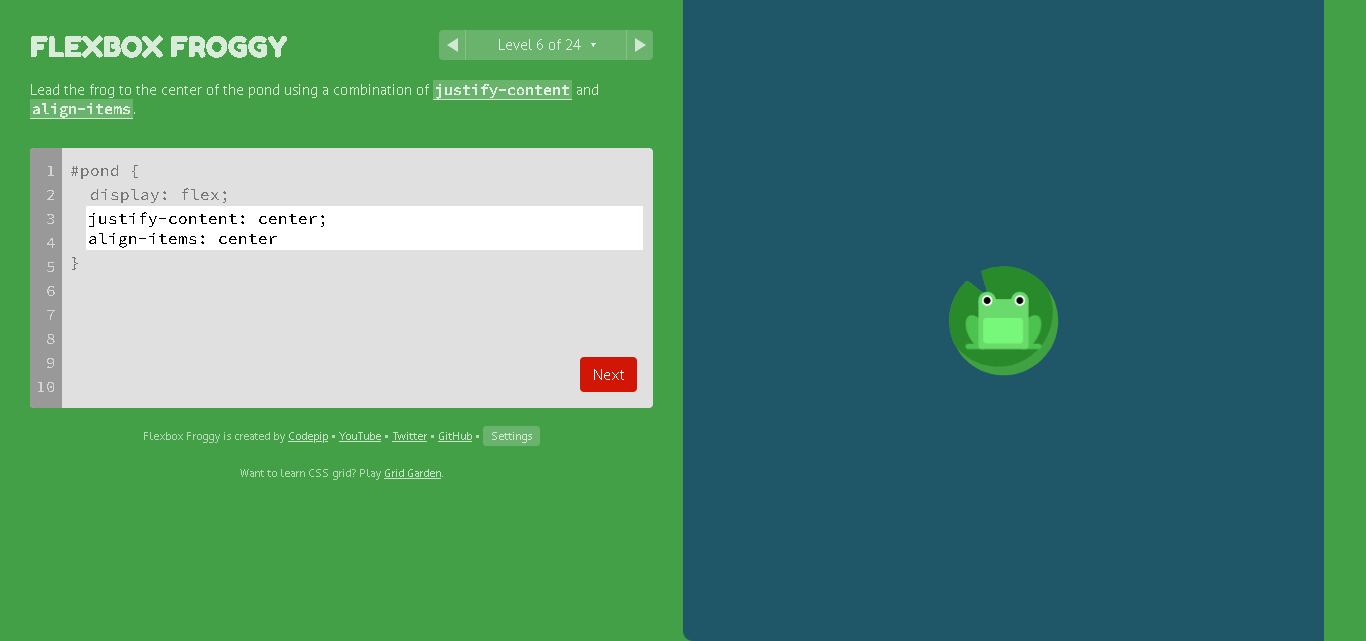 FLEXBOX FROGGY
Level 6 of 24 ▾
Lead the frog to the center of the pond using a combination of justify-content and
align-items.
1 #pond {
2 display: flex;
3 justify-content: center;
4 align-items: center
5 }
6
7
8
9
10
Next
Flexbox Froggy is created by Codepip • YouTube • Twitter • GitHub • Settings
Want to learn CSS grid? Play Grid Garden.